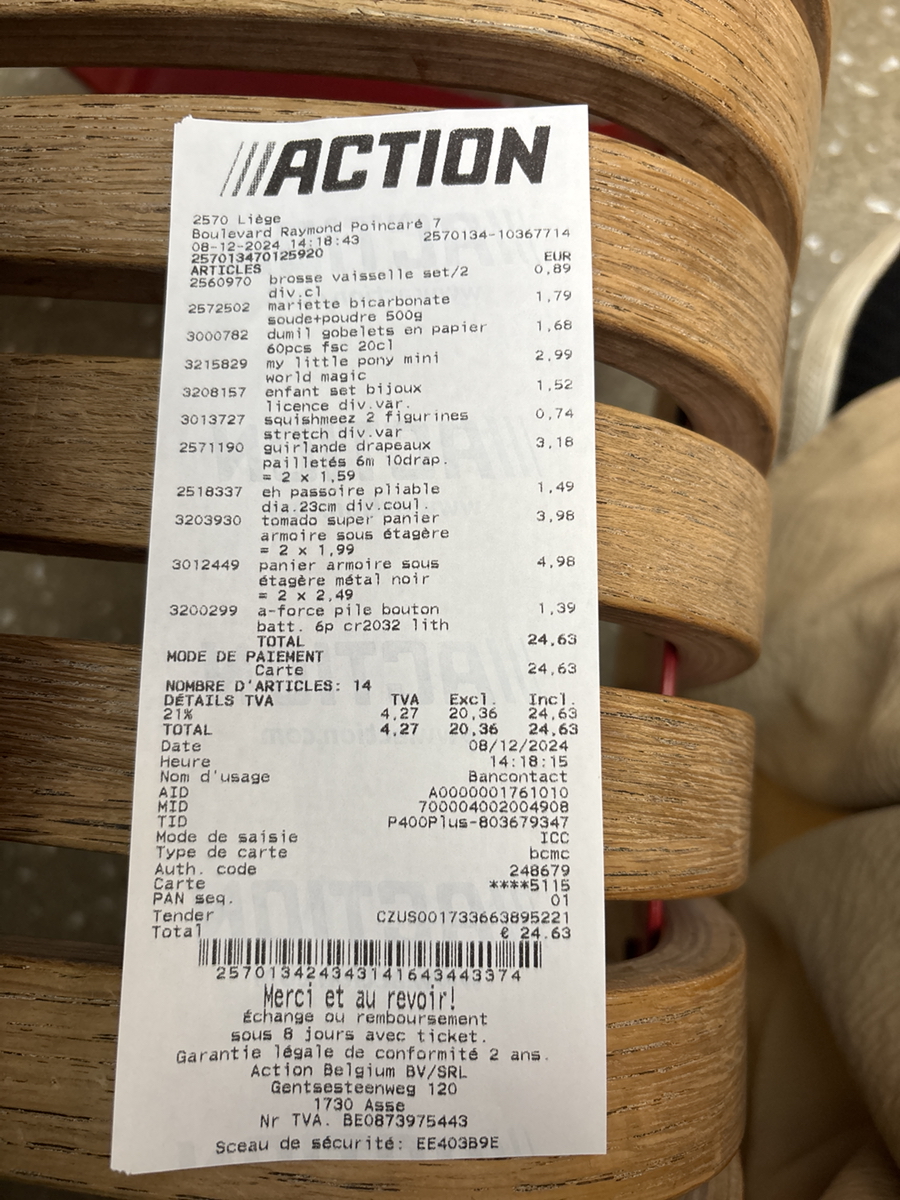 ///ACTION
2570 Liège
Boulevard Raymond Poincaré 7
08-12-2024 14:18:43 2570134-10367714
257013470125920
ARTICLES EUR
2560970 brosse vaisselle set/2 0,89
div.cl
2572502 mariette bicarbonate 1,79
soude+poudre 500g
3000782 dumil gobelets en papier 1,68
60pcs fsc 20cl
3215829 my little pony mini 2,99
world magic
3208157 enfant set bijoux 1,52
licence div.var.
3013727 squishmeez 2 figurines 0,74
stretch div.var
2571190 guirlande drapeaux 3,18
pailletés 6m 10drap.
= 2 x 1,59
2518337 eh passoire pliable 1,49
dia.23cm div.coul.
3203930 tomado super panier 3,98
armoire sous étagère
= 2 x 1,99
3012449 panier armoire sous 4,98
étagère métal noir
= 2 x 2,49
3200299 a-force pile bouton 1,39
batt. 6p cr2032 lith
TOTAL 24,63
MODE DE PAIEMENT
Carte 24,63
NOMBRE D'ARTICLES: 14
DÉTAILS TVA TVA Excl. Incl.
21% 4,27 20,36 24,63
TOTAL 4,27 20,36 24,63
Date 08/12/2024
Heure 14:18:15
Nom d'usage Bancontact
AID A0000001761010
MID 700004002004908
TID P400Plus-803679347
Mode de saisie ICC
Type de carte bcmc
Auth. code 248679
Carte ****5115
PAN seq. 01
Tender CZUS001733663895221
Total € 24.63
257013424343141643443374
Merci et au revoir!
Échange ou remboursement
sous 8 jours avec ticket.
Garantie légale de conformité 2 ans.
Action Belgium BV/SRL
Gentsesteenweg 120
1730 Asse
Nr TVA. BE0873975443
Sceau de sécurité: EE403B9E